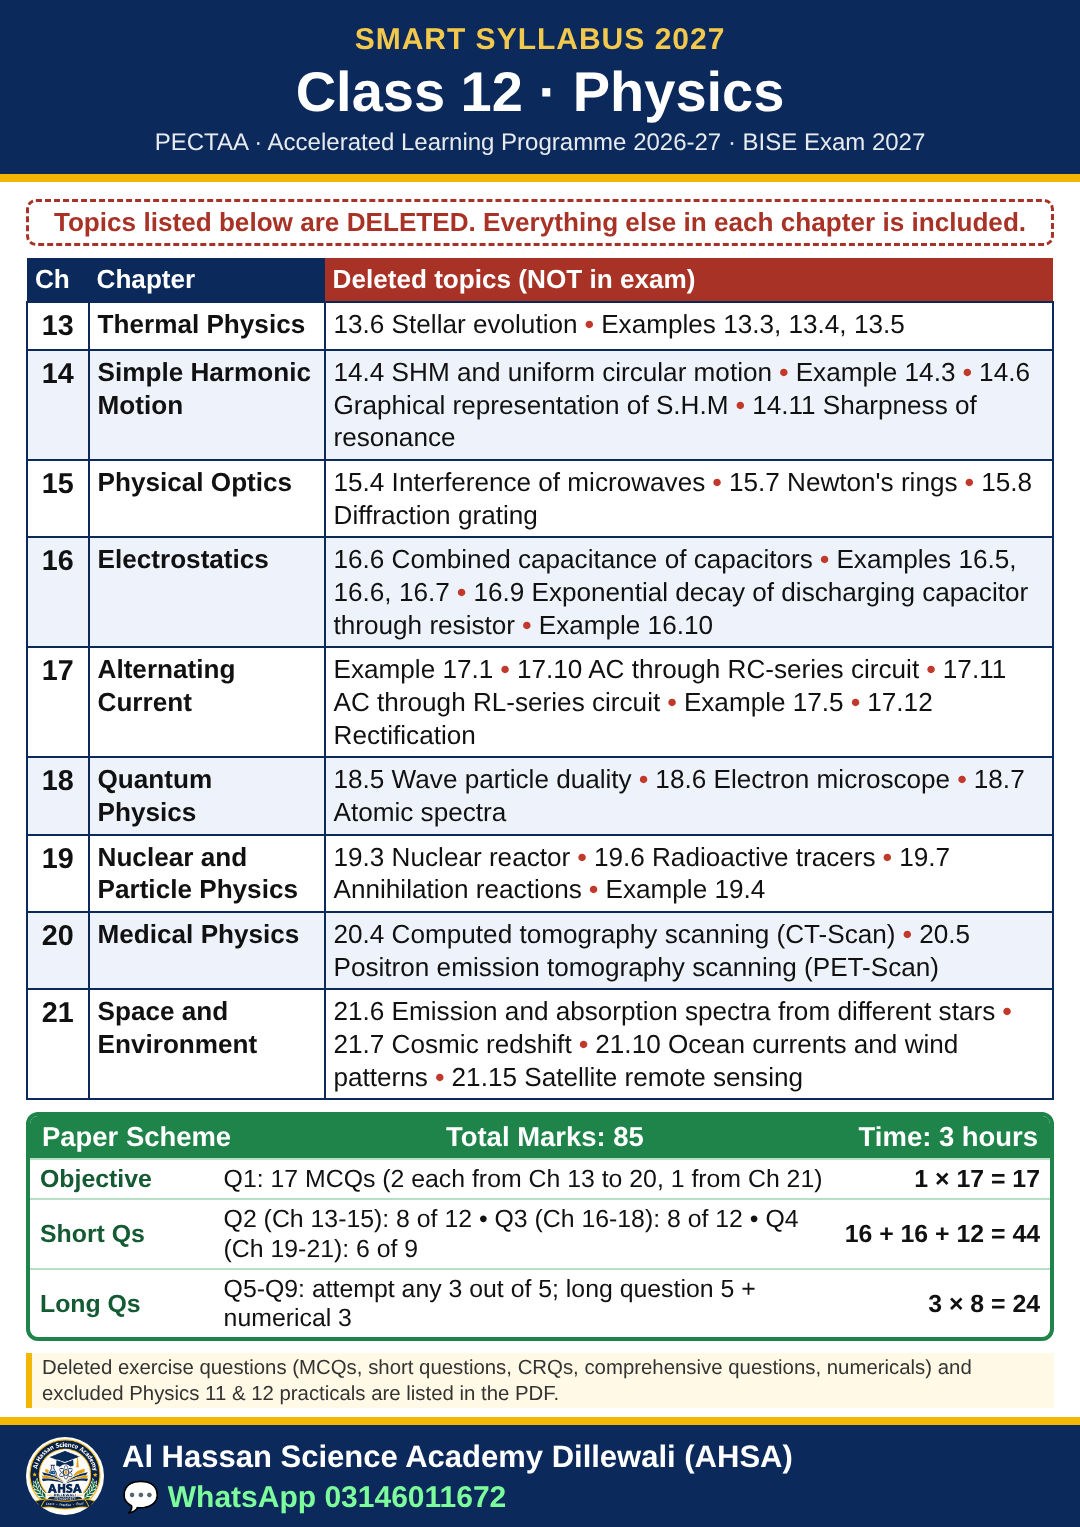 SMART SYLLABUS 2027
Class 12 · Physics
PECTAA · Accelerated Learning Programme 2026-27 · BISE Exam 2027
Topics listed below are DELETED. Everything else in each chapter is included.
Ch Chapter Deleted topics (NOT in exam)
13 Thermal Physics 13.6 Stellar evolution • Examples 13.3, 13.4, 13.5
14 Simple Harmonic 14.4 SHM and uniform circular motion • Example 14.3 • 14.6
Motion Graphical representation of S.H.M • 14.11 Sharpness of
resonance
15 Physical Optics 15.4 Interference of microwaves • 15.7 Newton's rings • 15.8
Diffraction grating
16 Electrostatics 16.6 Combined capacitance of capacitors • Examples 16.5,
16.6, 16.7 • 16.9 Exponential decay of discharging capacitor
through resistor • Example 16.10
17 Alternating Example 17.1 • 17.10 AC through RC-series circuit • 17.11
Current AC through RL-series circuit • Example 17.5 • 17.12
Rectification
18 Quantum 18.5 Wave particle duality • 18.6 Electron microscope • 18.7
Physics Atomic spectra
19 Nuclear and 19.3 Nuclear reactor • 19.6 Radioactive tracers • 19.7
Particle Physics Annihilation reactions • Example 19.4
20 Medical Physics 20.4 Computed tomography scanning (CT-Scan) • 20.5
Positron emission tomography scanning (PET-Scan)
21 Space and 21.6 Emission and absorption spectra from different stars •
Environment 21.7 Cosmic redshift • 21.10 Ocean currents and wind
patterns • 21.15 Satellite remote sensing
Paper Scheme Total Marks: 85 Time: 3 hours
Objective Q1: 17 MCQs (2 each from Ch 13 to 20, 1 from Ch 21) 1 × 17 = 17
Short Qs Q2 (Ch 13-15): 8 of 12 • Q3 (Ch 16-18): 8 of 12 • Q4 16 + 16 + 12 = 44
(Ch 19-21): 6 of 9
Long Qs Q5-Q9: attempt any 3 out of 5; long question 5 + 3 × 8 = 24
numerical 3
Deleted exercise questions (MCQs, short questions, CRQs, comprehensive questions, numericals) and
excluded Physics 11 & 12 practicals are listed in the PDF.
Al Hassan Science Academy
AHSA
DILLEWALI
Al Hassan Science Academy Dillewali (AHSA)
WhatsApp 03146011672